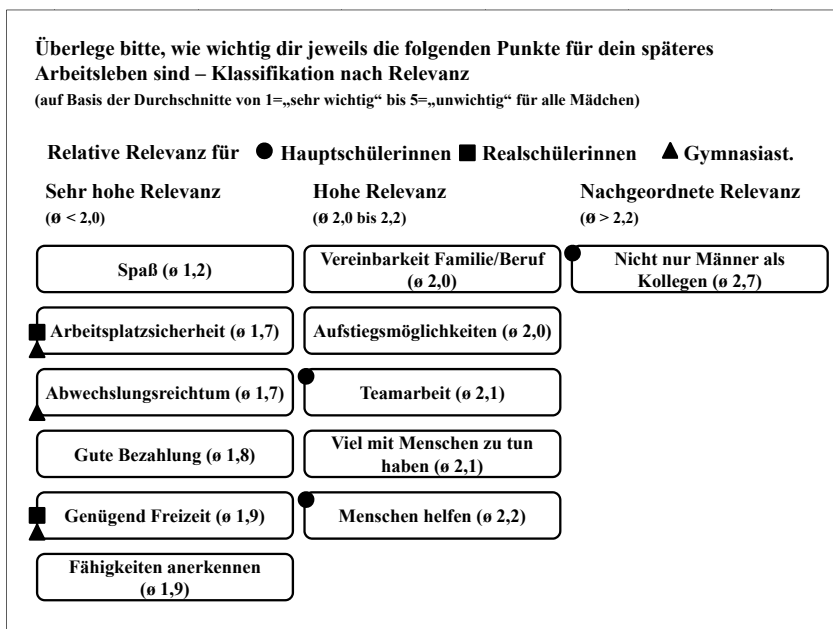 Überlege bitte, wie wichtig dir jeweils die folgenden Punkte für dein späteres
Arbeitsleben sind – Klassifikation nach Relevanz
(auf Basis der Durchschnitte von 1=„sehr wichtig“ bis 5=„unwichtig“ für alle Mädchen)
Relative Relevanz für ● Hauptschülerinnen ■ Realschülerinnen ▲ Gymnasiast.
Sehr hohe Relevanz
(ø < 2,0)
Spaß (ø 1,2)
Arbeitsplatzsicherheit (ø 1,7)
Abwechslungsreichtum (ø 1,7)
Gute Bezahlung (ø 1,8)
Genügend Freizeit (ø 1,9)
Fähigkeiten anerkennen
(ø 1,9)
Hohe Relevanz
(ø 2,0 bis 2,2)
Vereinbarkeit Familie/Beruf
(ø 2,0)
Aufstiegsmöglichkeiten (ø 2,0)
Teamarbeit (ø 2,1)
Viel mit Menschen zu tun
haben (ø 2,1)
Menschen helfen (ø 2,2)
Nachgeordnete Relevanz
(ø > 2,2)
Nicht nur Männer als
Kollegen (ø 2,7)